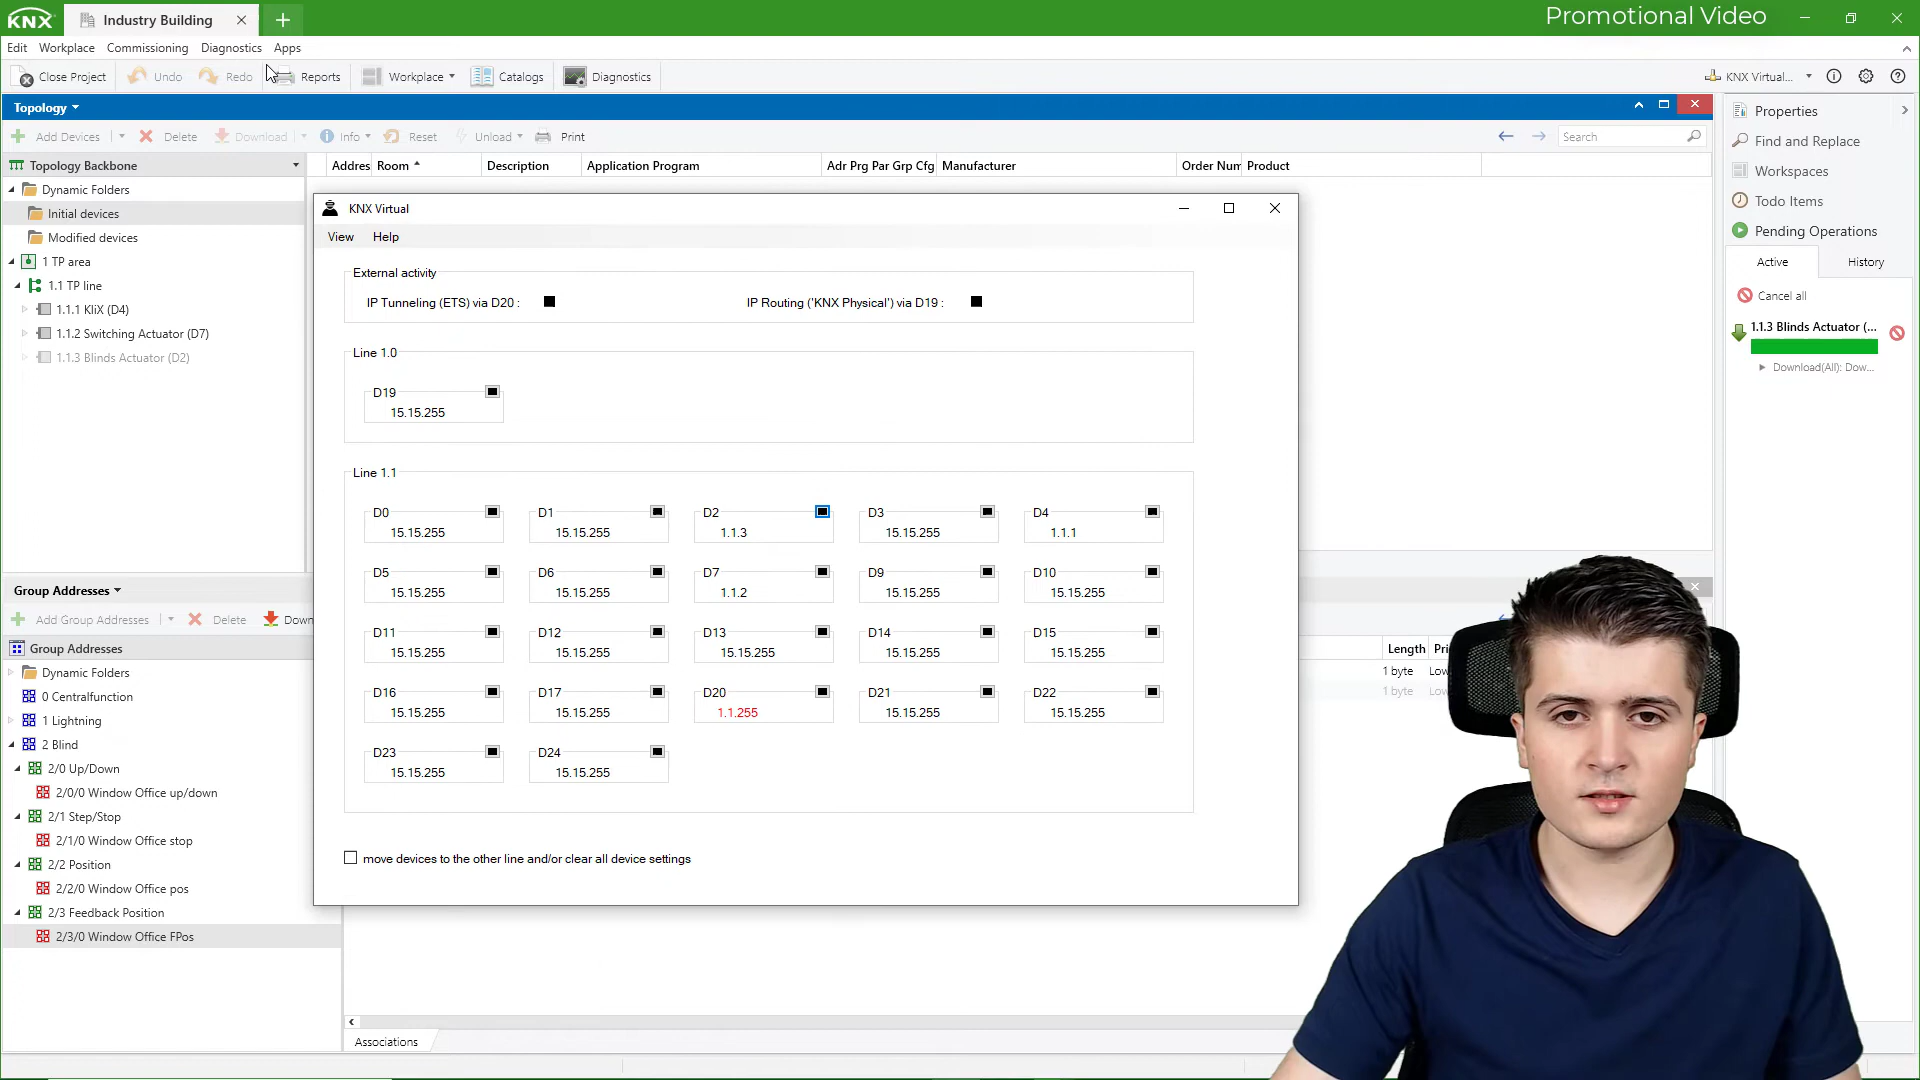 KNX
Industry Building
Promotional Video
Edit Workplace Commissioning Diagnostics Apps
Close Project Undo Redo Reports Workplace Catalogs Diagnostics
KNX Virtual...
Topology
Add Devices Delete Download Info Reset Unload Print
Search
Topology Backbone
Addres Room Description Application Program Adr Prg Par Grp Cfg Manufacturer Order Num Product
Dynamic Folders
Initial devices
Modified devices
1 TP area
1.1 TP line
1.1.1 KliX (D4)
1.1.2 Switching Actuator (D7)
1.1.3 Blinds Actuator (D2)
Properties
Find and Replace
Workspaces
Todo Items
Pending Operations
Active History
Cancel all
1.1.3 Blinds Actuator (...
Download(All): Dow...
KNX Virtual
View Help
External activity
IP Tunneling (ETS) via D20 :
IP Routing ('KNX Physical') via D19 :
Line 1.0
D19
15.15.255
Line 1.1
D0 D1 D2 D3 D4
15.15.255 15.15.255 1.1.3 15.15.255 1.1.1
D5 D6 D7 D9 D10
15.15.255 15.15.255 1.1.2 15.15.255 15.15.255
D11 D12 D13 D14 D15
15.15.255 15.15.255 15.15.255 15.15.255 15.15.255
D16 D17 D20 D21 D22
15.15.255 15.15.255 1.1.255 15.15.255 15.15.255
D23 D24
15.15.255 15.15.255
move devices to the other line and/or clear all device settings
Group Addresses
Add Group Addresses Delete Down
Group Addresses
Dynamic Folders
0 Centralfunction
1 Lightning
2 Blind
2/0 Up/Down
2/0/0 Window Office up/down
2/1 Step/Stop
2/1/0 Window Office stop
2/2 Position
2/2/0 Window Office pos
2/3 Feedback Position
2/3/0 Window Office FPos
Length Pri
1 byte Low
1 byte Low
Associations